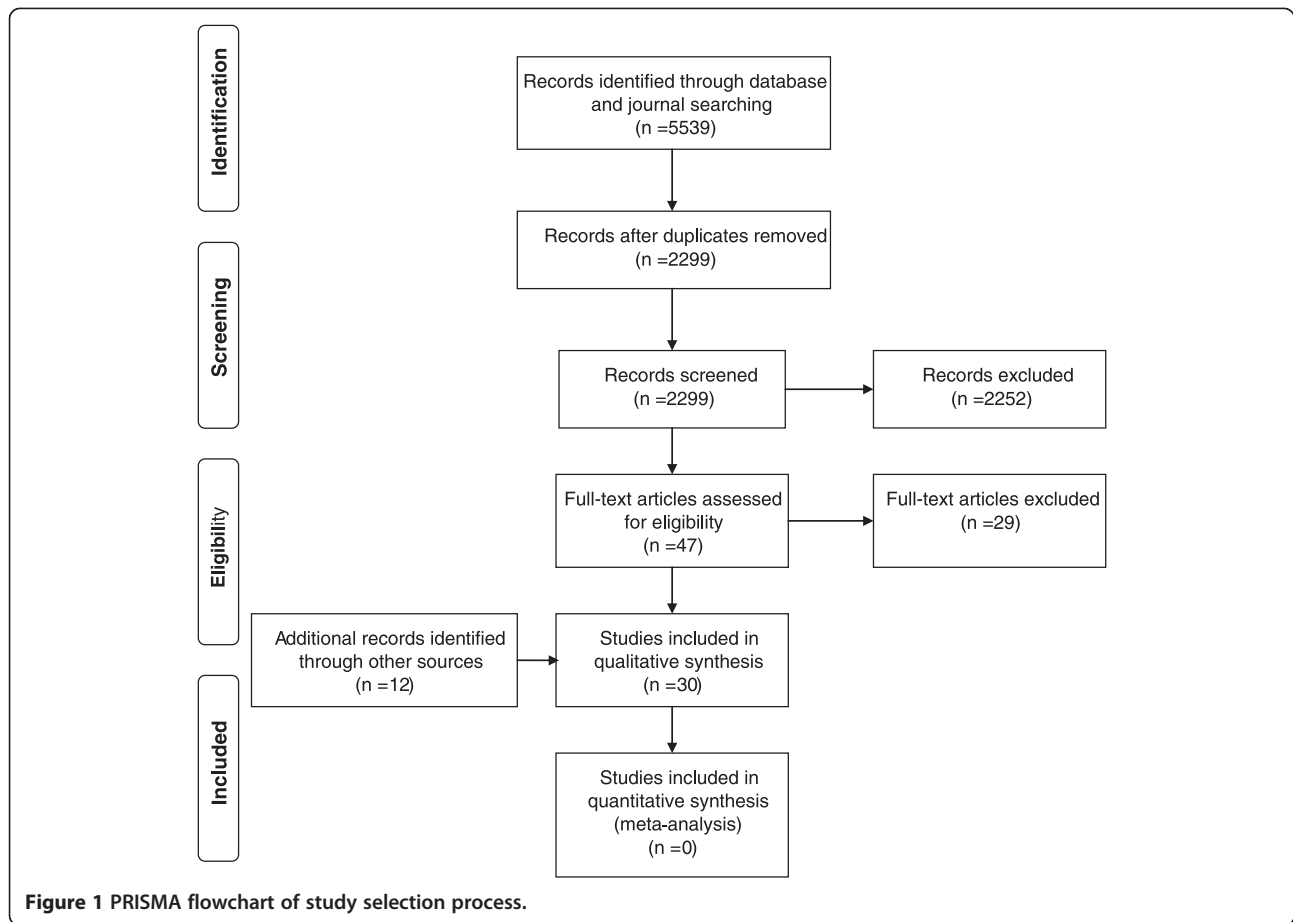 Identification
Records identified through database
and journal searching
(n =5539)
Records after duplicates removed
(n =2299)
Screening
Records screened
(n =2299)
Records excluded
(n =2252)
Eligibility
Full-text articles assessed
for eligibility
(n =47)
Full-text articles excluded
(n =29)
Additional records identified
through other sources
(n =12)
Studies included in
qualitative synthesis
(n =30)
Included
Studies included in
quantitative synthesis
(meta-analysis)
(n =0)
Figure 1 PRISMA flowchart of study selection process.